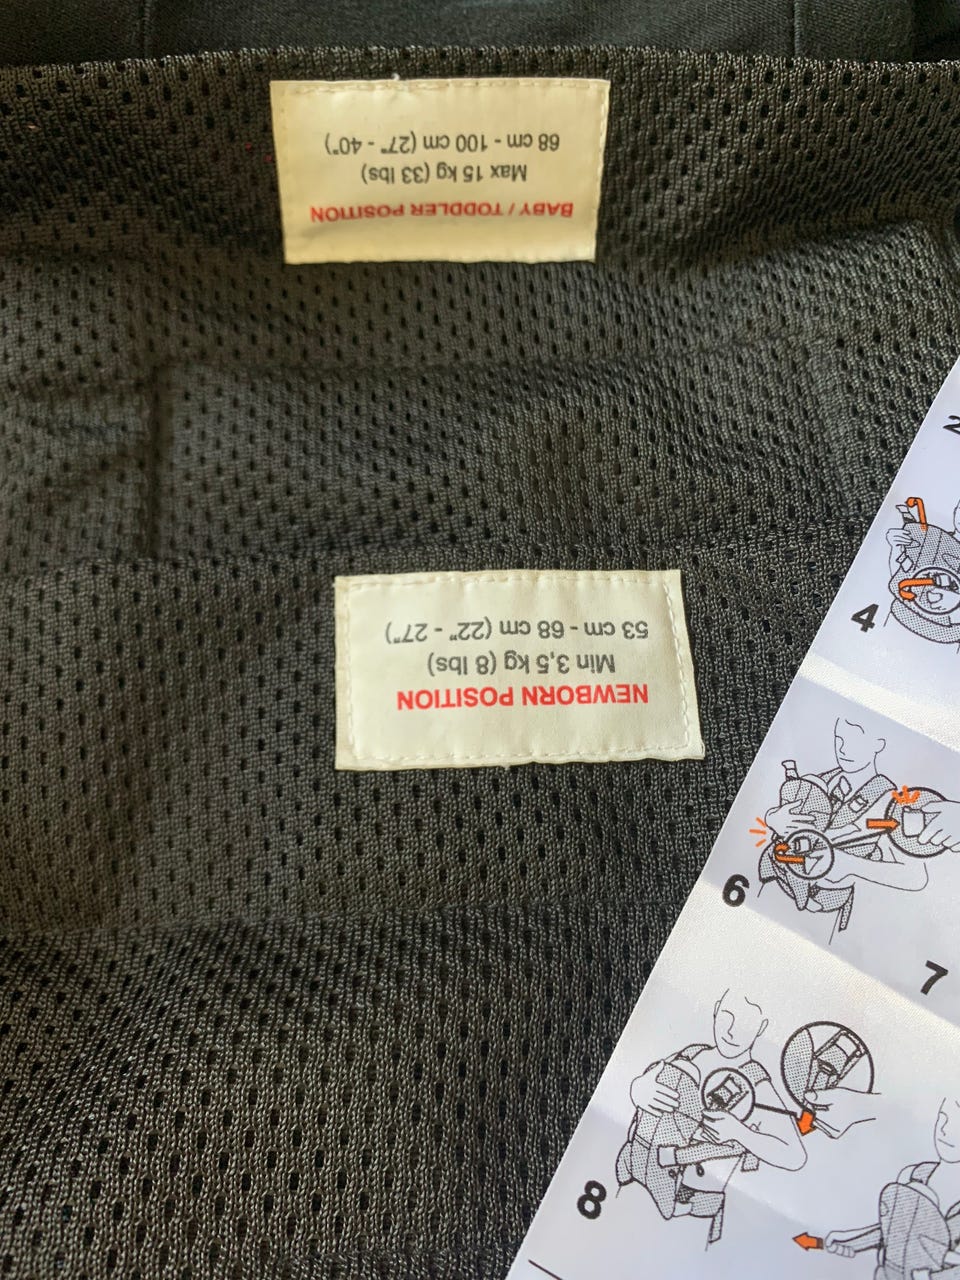 BABY / TODDLER POSITION
Max 15 kg (33 lbs)
68 cm - 100 cm (27" - 40")
NEWBORN POSITION
Min 3,5 kg (8 lbs)
53 cm - 68 cm (22" - 27")
2
4
6
7
8